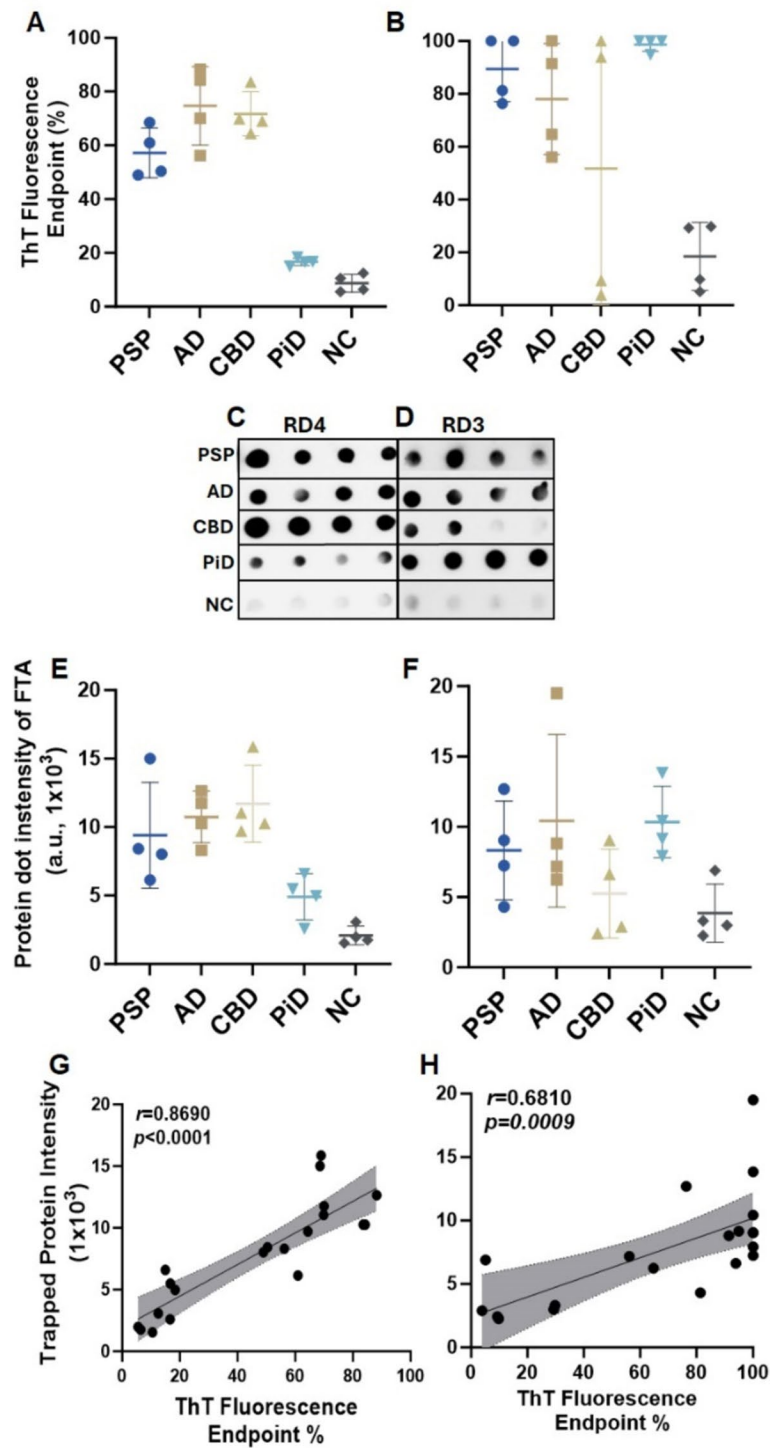 A
B
ThT Fluorescence
Endpoint (%)
100
80
60
40
20
0
PSP
AD
CBD
PiD
NC
100
80
60
40
20
0
PSP
AD
CBD
PiD
NC
C
RD4
D
RD3
PSP
AD
CBD
PiD
NC
E
F
Protein dot instensity of FTA
(a.u., 1x10³)
20
15
10
5
0
PSP
AD
CBD
PiD
NC
20
15
10
5
0
PSP
AD
CBD
PiD
NC
G
H
Trapped Protein Intensity
(1x10³)
r=0.8690
p<0.0001
20
15
10
5
0
0 20 40 60 80 100
ThT Fluorescence
Endpoint %
r=0.6810
p=0.0009
20
15
10
5
0
0 20 40 60 80 100
ThT Fluorescence
Endpoint %